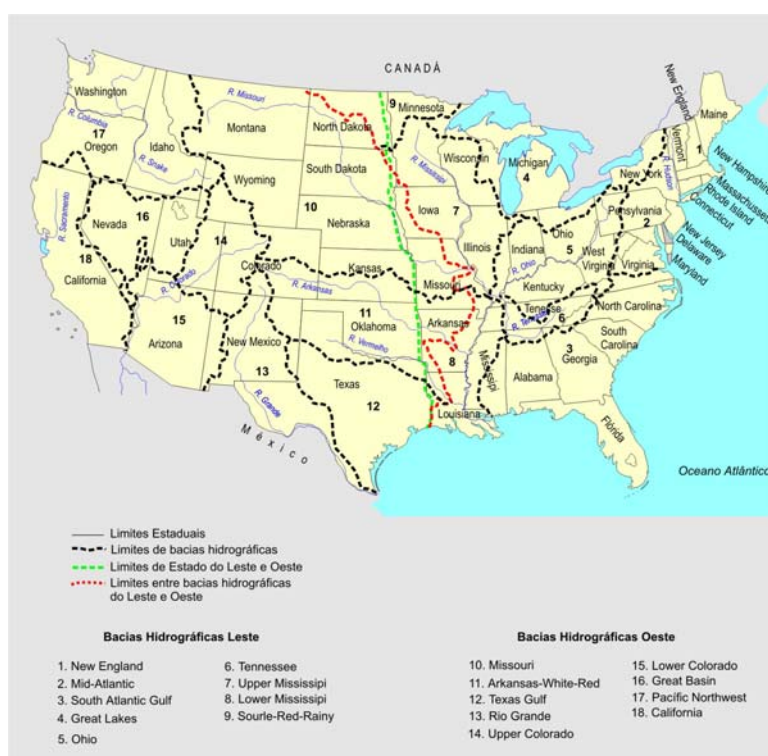 CANADÁ
Washington
R. Missouri
9
Minnesota
New England
Maine
R. Columbia
17
Oregon
Idaho
Montana
North Dakota
R. Mississipi
Wisconsin
Michigan
4
Vermont
1
R. Snake
South Dakota
New York
R. Hudson
New Hampshire
Massachusset
Rhode Island
Connecticut
Wyoming
R. Sacramento
Nevada
16
10
Nebraska
Iowa
7
Pennsylvania
2
Utah
14
Illinois
Indiana
Ohio
5
West
Virginia
New Jersey
Delaware
Maryland
18
California
Colorado
Kansas
Missouri
R. Ohio
Kentucky
Virginia
R. Colorado
R. Arkansas
15
Arizona
11
Oklahoma
Arkansas
Tenesse
R. Tennessee
6
North Carolina
New Mexico
13
R. Vermelho
8
Mississipi
3
Georgia
South
Carolina
Texas
12
Alabama
R. Grande
Louisiana
Flórida
México
Oceano Atlântico
Limites Estaduais
Limites de bacias hidrográficas
Limites de Estado do Leste e Oeste
Limites entre bacias hidrográficas
do Leste e Oeste
Bacias Hidrográficas Leste
1. New England
2. Mid-Atlantic
3. South Atlantic Gulf
4. Great Lakes
5. Ohio
6. Tennessee
7. Upper Mississipi
8. Lower Mississipi
9. Sourle-Red-Rainy
Bacias Hidrográficas Oeste
10. Missouri
11. Arkansas-White-Red
12. Texas Gulf
13. Rio Grande
14. Upper Colorado
15. Lower Colorado
16. Great Basin
17. Pacífic Northwest
18. California